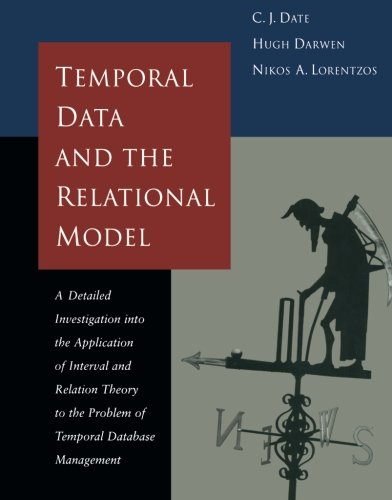 C. J. DATE
HUGH DARWEN
NIKOS A. LORENTZOS
TEMPORAL
DATA
AND THE
RELATIONAL
MODEL
A Detailed
Investigation into
the Application
of Interval and
Relation Theory
to the Problem of
Temporal Database
Management
N E W S